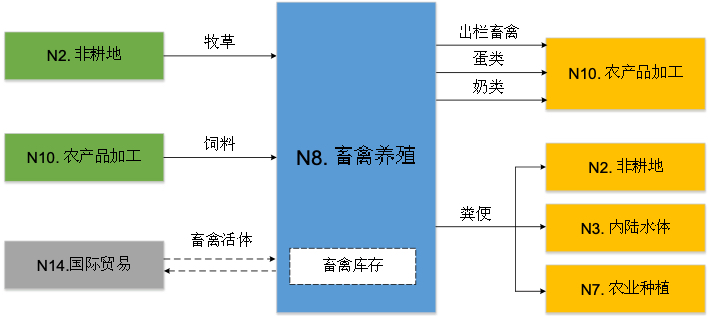 N2. 非耕地
牧草
N10. 农产品加工
饲料
N14.国际贸易
畜禽活体
N8. 畜禽养殖
畜禽库存
出栏畜禽
蛋类
奶类
N10. 农产品加工
粪便
N2. 非耕地
N3. 内陆水体
N7. 农业种植